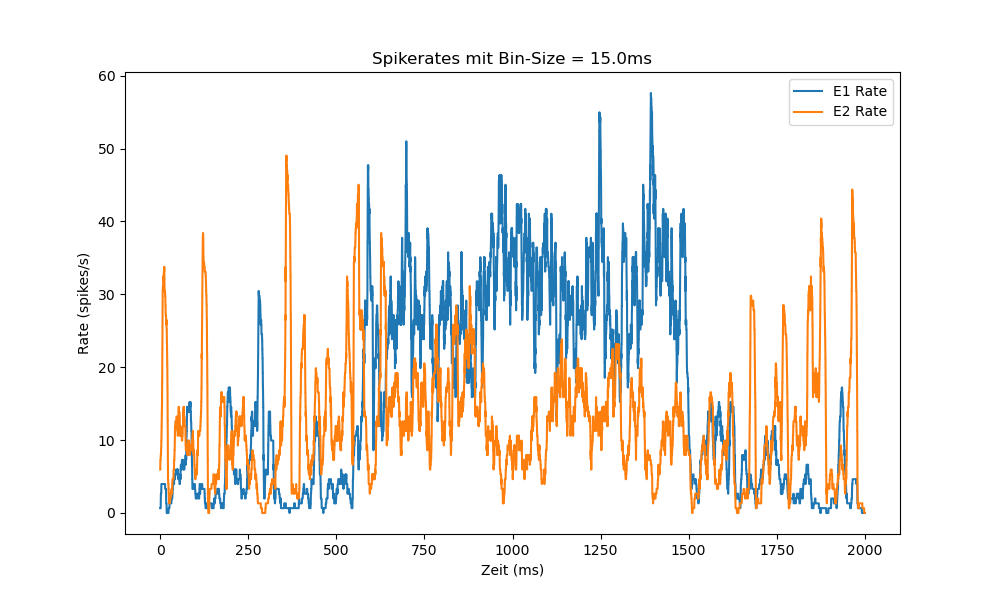 Spikerates mit Bin-Size = 15.0ms
E1 Rate
E2 Rate
60
50
40
30
20
10
0
Rate (spikes/s)
0 250 500 750 1000 1250 1500 1750 2000
Zeit (ms)